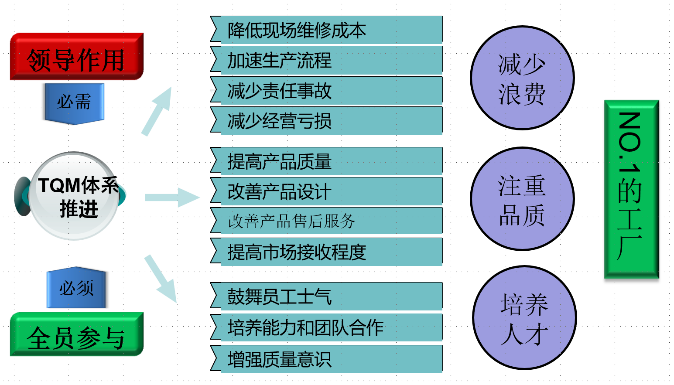 领导作用
必需
TQM体系
推进
必须
全员参与
降低现场维修成本
加速生产流程
减少责任事故
减少经营亏损
提高产品质量
改善产品设计
改善产品售后服务
提高市场接收程度
鼓舞员工士气
培养能力和团队合作
增强质量意识
减少
浪费
注重
品质
培养
人才
NO.1的工厂